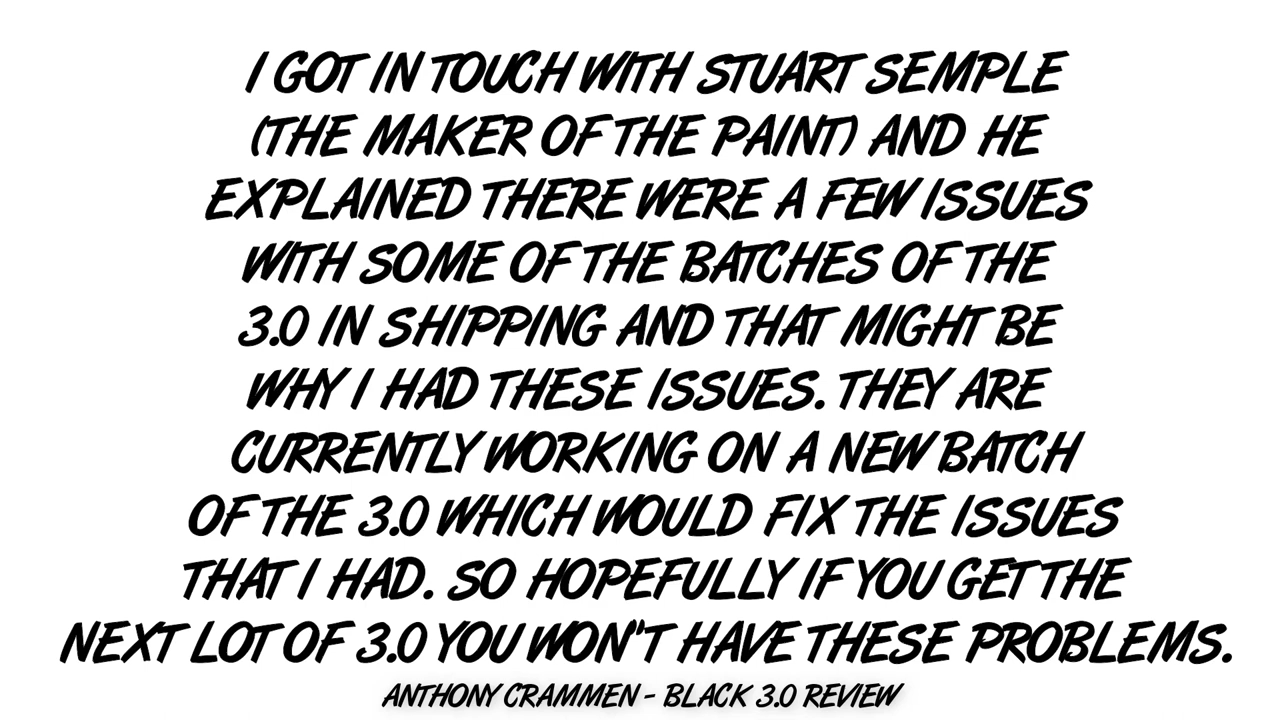 I GOT IN TOUCH WITH STUART SEMPLE
(THE MAKER OF THE PAINT) AND HE
EXPLAINED THERE WERE A FEW ISSUES
WITH SOME OF THE BATCHES OF THE
3.0 IN SHIPPING AND THAT MIGHT BE
WHY I HAD THESE ISSUES. THEY ARE
CURRENTLY WORKING ON A NEW BATCH
OF THE 3.0 WHICH WOULD FIX THE ISSUES
THAT I HAD. SO HOPEFULLY IF YOU GET THE
NEXT LOT OF 3.0 YOU WON"T HAVE THESE PROBLEMS.
ANTHONY CRAMMEN - BLACK 3.0 REVIEW